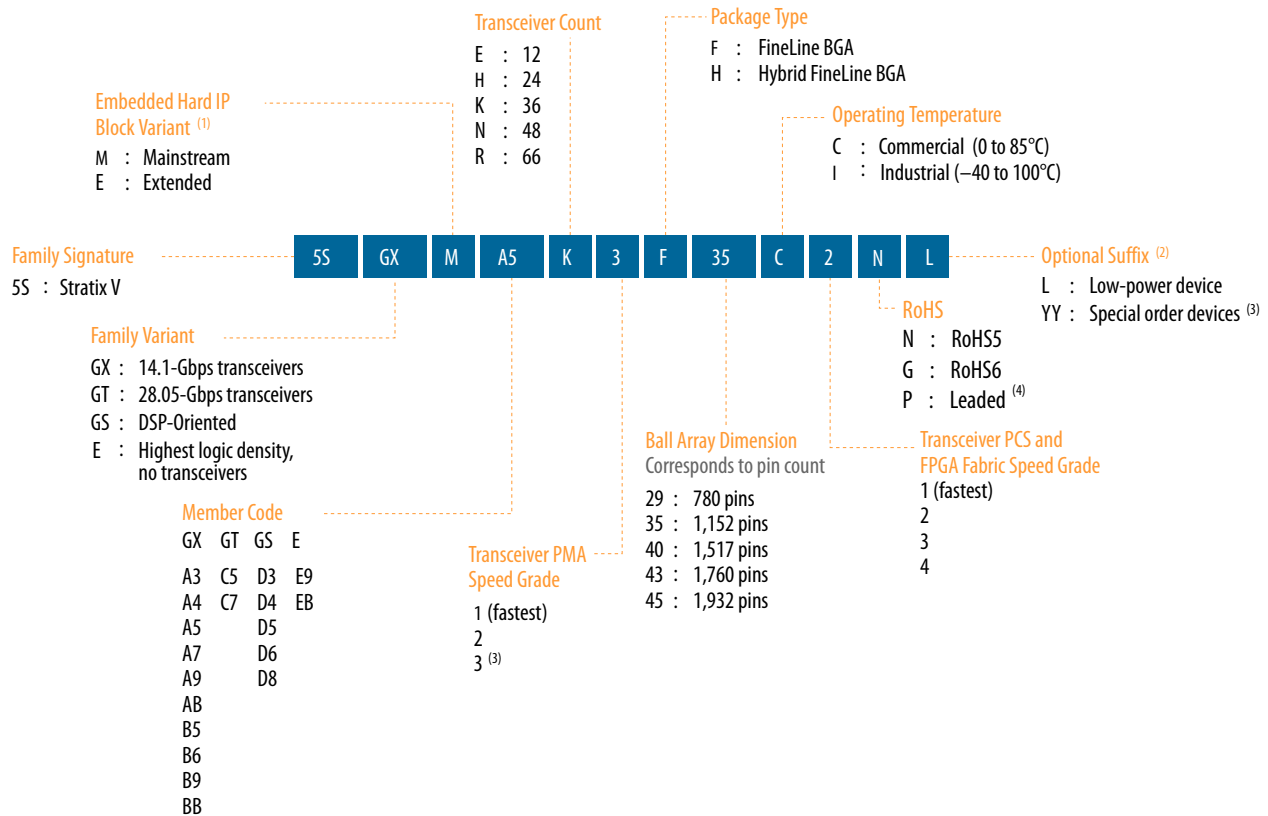 Transceiver Count
E : 12
H : 24
K : 36
N : 48
R : 66
Package Type
F : FineLine BGA
H : Hybrid FineLine BGA
Embedded Hard IP
Block Variant (1)
M : Mainstream
E : Extended
Operating Temperature
C : Commercial (0 to 85°C)
I : Industrial (–40 to 100°C)
Family Signature
5S : Stratix V
5S GX M A5 K 3 F 35 C 2 N L
Optional Suffix (2)
L : Low-power device
YY : Special order devices (3)
RoHS
N : RoHS5
G : RoHS6
P : Leaded (4)
Family Variant
GX : 14.1-Gbps transceivers
GT : 28.05-Gbps transceivers
GS : DSP-Oriented
E : Highest logic density,
no transceivers
Member Code
GX GT GS E
A3 C5 D3 E9
A4 C7 D4 EB
A5 D5
A7 D6
A9 D8
AB
B5
B6
B9
BB
Transceiver PMA
Speed Grade
1 (fastest)
2
3 (3)
Ball Array Dimension
Corresponds to pin count
29 : 780 pins
35 : 1,152 pins
40 : 1,517 pins
43 : 1,760 pins
45 : 1,932 pins
Transceiver PCS and
FPGA Fabric Speed Grade
1 (fastest)
2
3
4